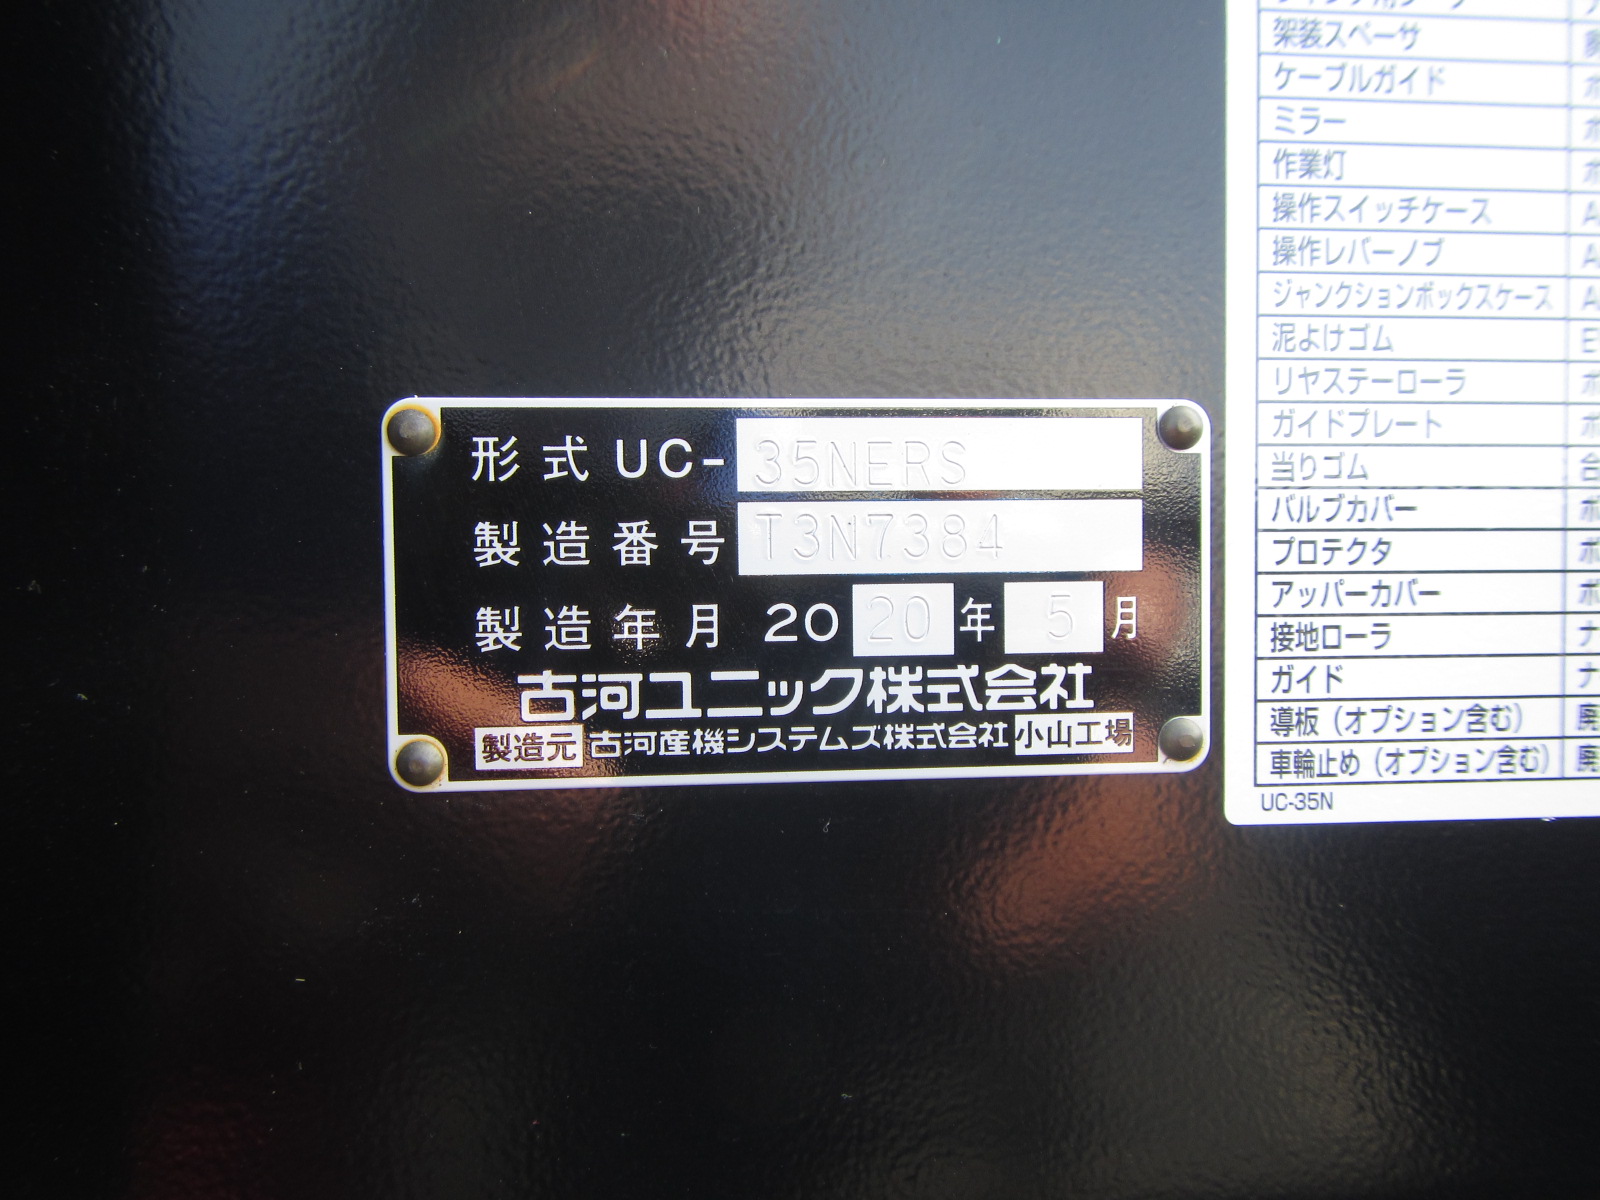 形式 UC-35NERS
製造番号 T3N7384
製造年月 2020年 5月
古河ユニック株式会社
製造元 古河産機システムズ株式会社 小山工場
架装スペーサ
ケーブルガイド
ミラー
作業灯
操作スイッチケース
操作レバーノブ
ジャンクションボックスケース
泥よけゴム
リヤステーローラ
ガイドプレート
当りゴム
バルブカバー
プロテクタ
アッパーカバー
接地ローラ
ガイド
導板（オプション含む）
車輪止め（オプション含む）
UC-35N